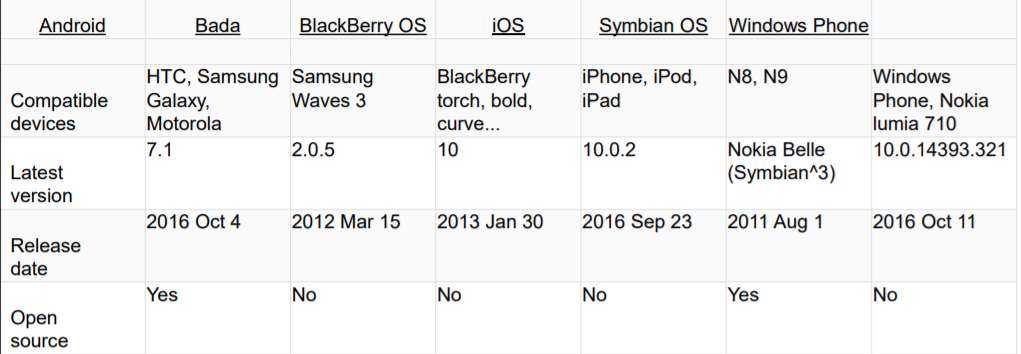 Android Bada BlackBerry OS iOS Symbian OS Windows Phone
Compatible devices HTC, Samsung Galaxy, Motorola Samsung Waves 3 BlackBerry torch, bold, curve... iPhone, iPod, iPad N8, N9 Windows Phone, Nokia lumia 710
Latest version 7.1 2.0.5 10 10.0.2 Nokia Belle (Symbian^3) 10.0.14393.321
Release date 2016 Oct 4 2012 Mar 15 2013 Jan 30 2016 Sep 23 2011 Aug 1 2016 Oct 11
Open source Yes No No No Yes No